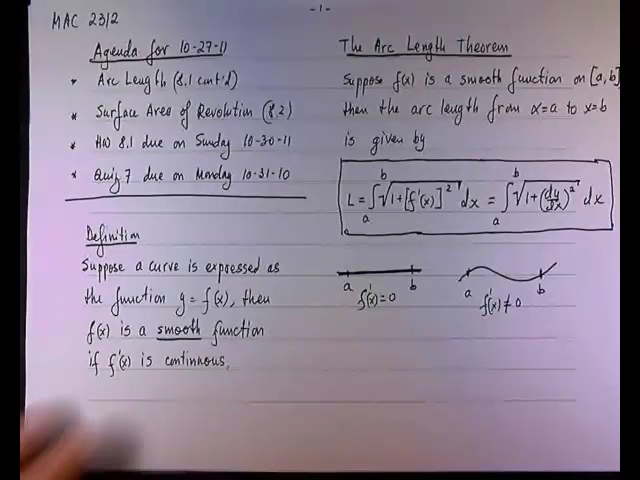 MAC 2312
-1-
Agenda for 10-27-11
* Arc Length (8.1 cont'd)
* Surface Area of Revolution (8.2)
* HW 8.1 due on Sunday 10-30-11
* Quiz 7 due on Monday 10-31-10
Definition
Suppose a curve is expressed as
the function y = f(x), then
f(x) is a smooth function
if f'(x) is continuous.
The Arc Length Theorem
Suppose f(x) is a smooth function on [a,b]
then the arc length from x=a to x=b
is given by
L = ∫_a^b √(1+[f'(x)]²) dx = ∫_a^b √(1+(dy/dx)²) dx
a b
f'(x)=0
a b
f'(x)≠0